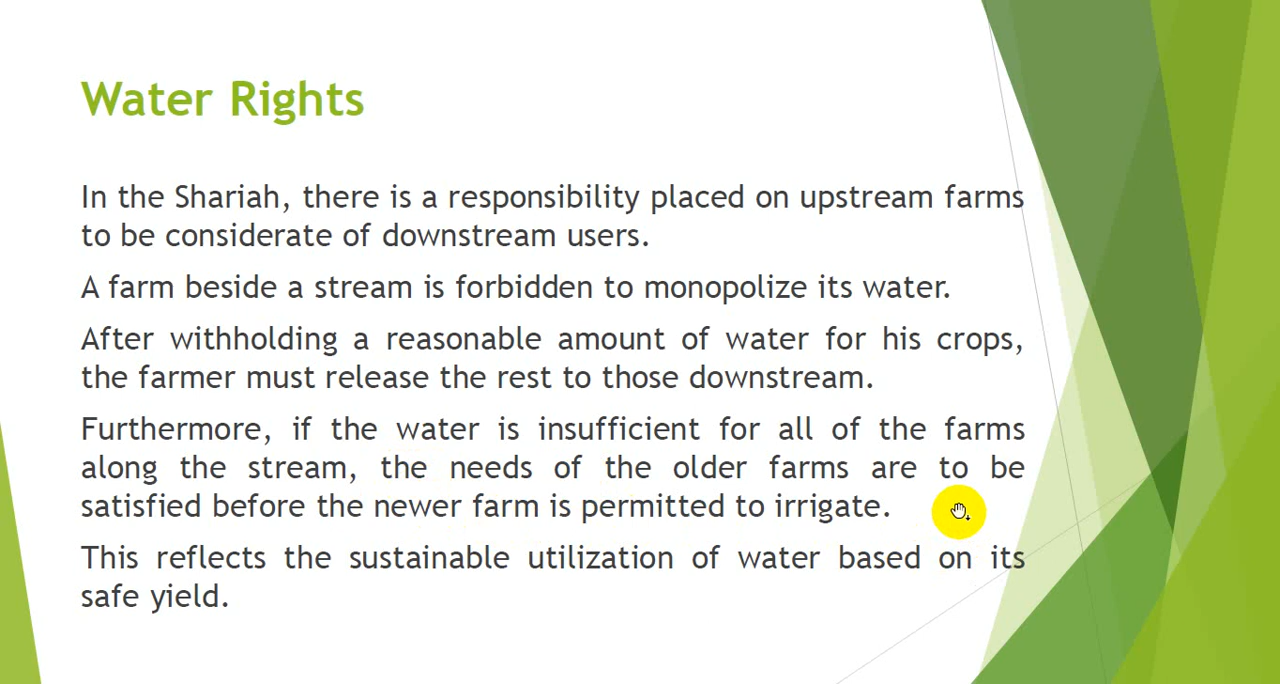 Water Rights
In the Shariah, there is a responsibility placed on upstream farms
to be considerate of downstream users.
A farm beside a stream is forbidden to monopolize its water.
After withholding a reasonable amount of water for his crops,
the farmer must release the rest to those downstream.
Furthermore, if the water is insufficient for all of the farms
along the stream, the needs of the older farms are to be
satisfied before the newer farm is permitted to irrigate.
This reflects the sustainable utilization of water based on its
safe yield.